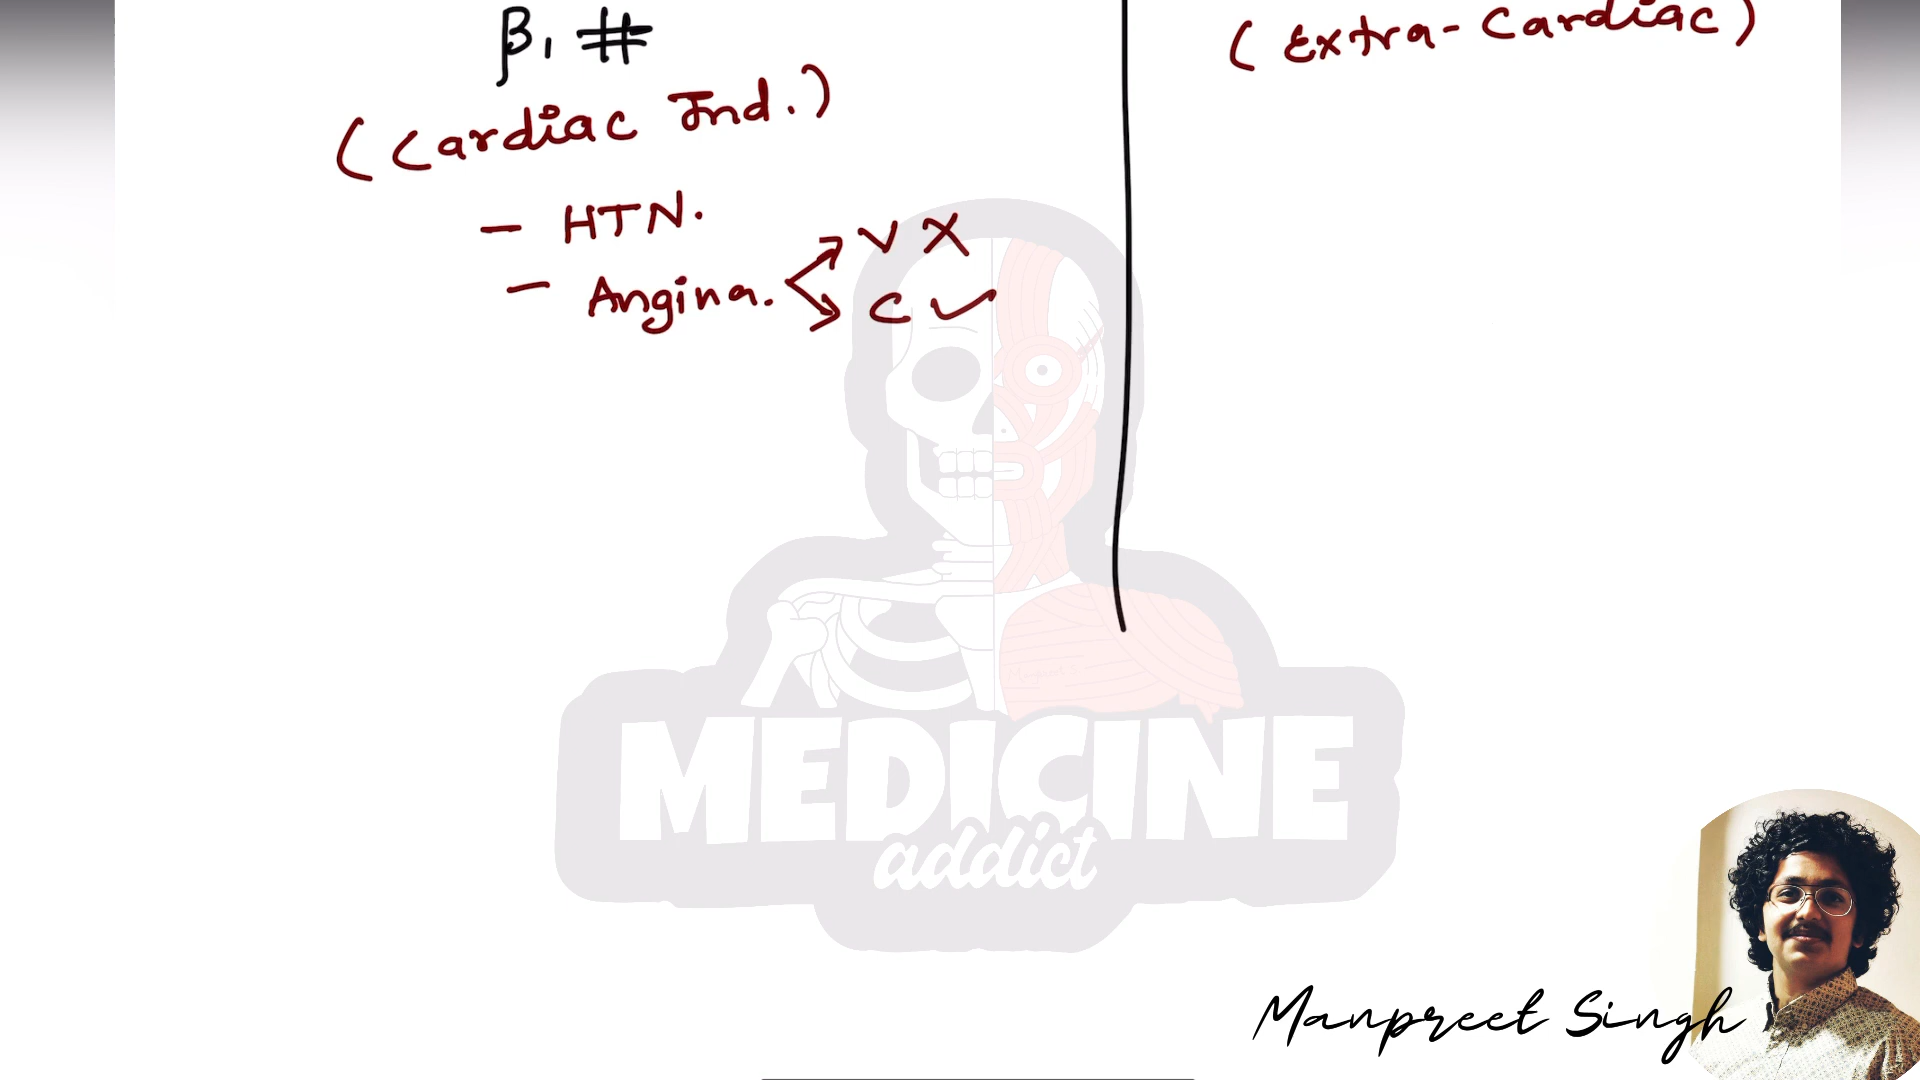 β₁ #
(Cardiac Ind.)
- HTN.
- Angina. V X
C ✓
(Extra-Cardiac)
MEDICINE
addict
Manpreet Singh